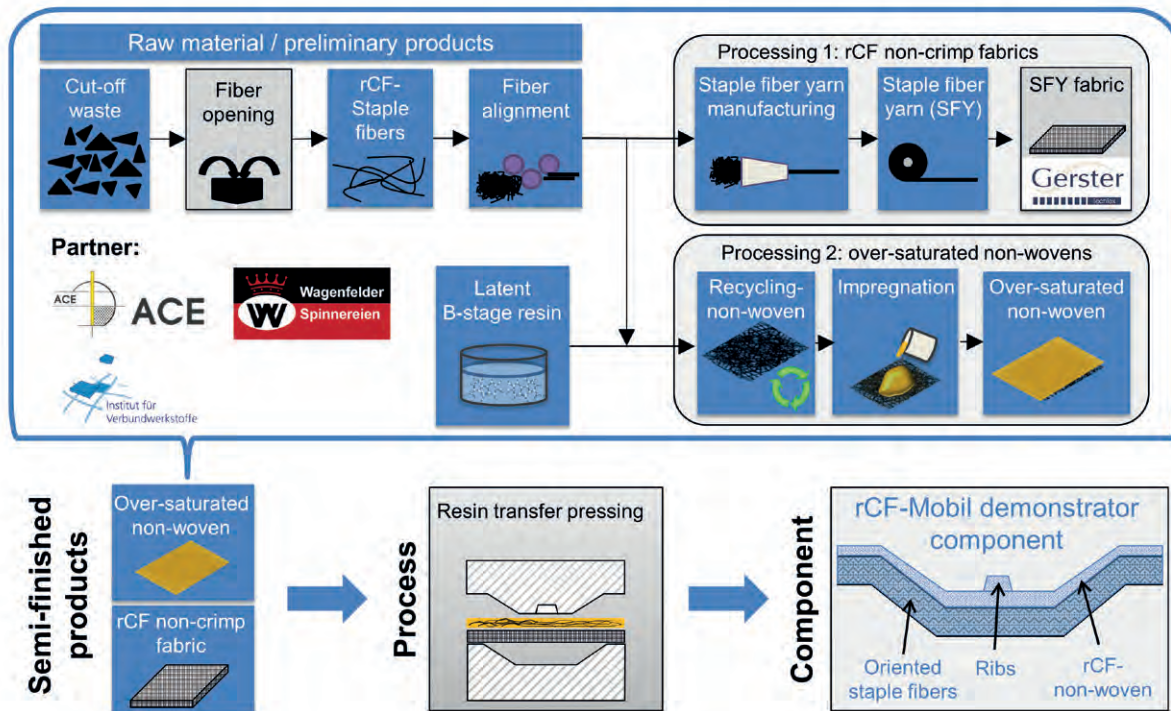 Raw material / preliminary products
Cut-off
waste
Fiber
opening
rCF-
Staple
fibers
Fiber
alignment
Processing 1: rCF non-crimp fabrics
Staple fiber yarn
manufacturing
Staple fiber
yarn (SFY)
SFY fabric
Gerster
Partner:
ACE
ACE
W
Wagenfelder
Spinnereien
Institut für
Verbundwerkstoffe
Latent
B-stage resin
Processing 2: over-saturated non-wovens
Recycling-
non-woven
Impregnation
Over-saturated
non-woven
Semi-finished
products
Over-saturated
non-woven
rCF non-crimp
fabric
Process
Resin transfer pressing
Component
rCF-Mobil demonstrator
component
Oriented
staple fibers
Ribs
rCF-
non-woven